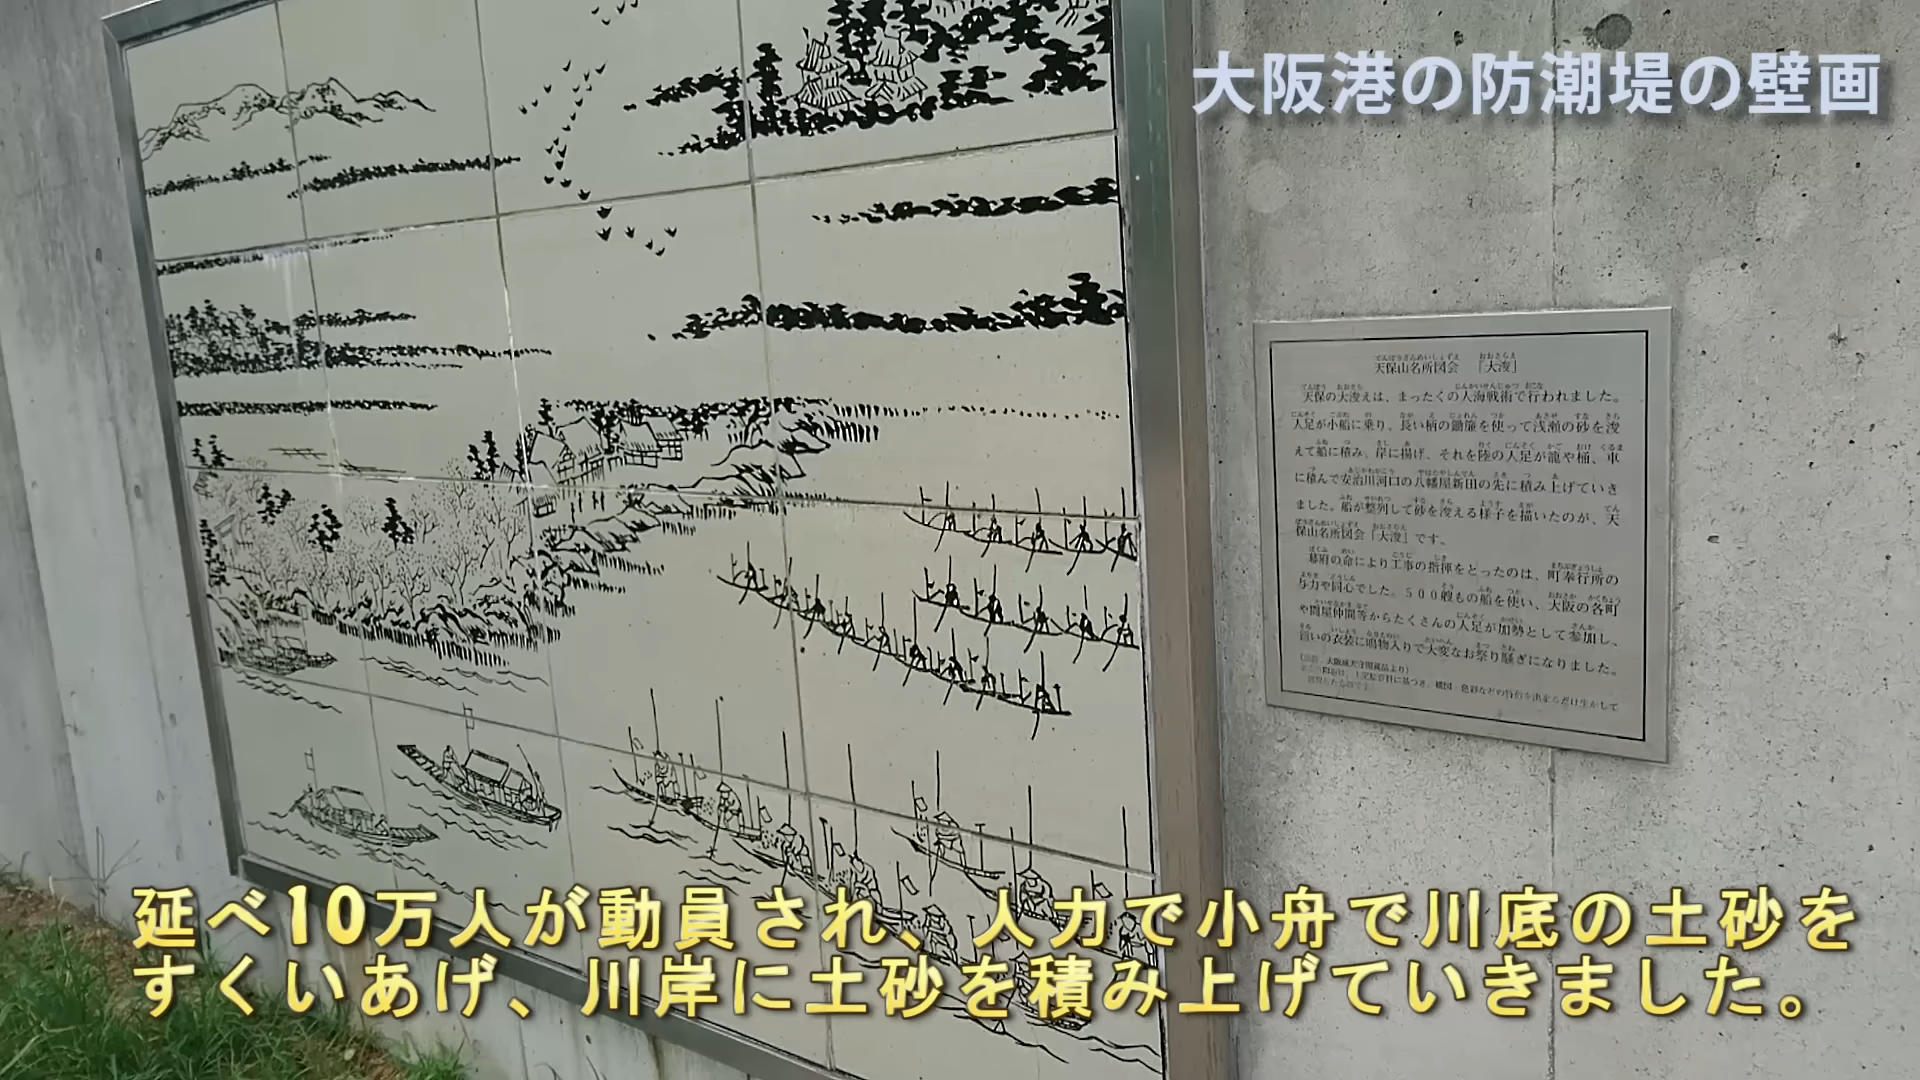 大阪港の防潮堤の壁画
天保山名所図会 「大浚」
天保の大浚えは、まったくの人海戦術で行われました。
人足が小船に乗り、長い柄の鋤簾を使って浅瀬の砂を浚
えて船に積み、岸に揚げ、それを陸の人足が籠や桶、車
に積んで安治川河口の八幡屋新田の先に積み上げていき
ました。船が整列して砂を浚える様子を描いたのが、天
保山名所図会「大浚」です。
幕府の命により工事の指揮をとったのは、町奉行所の
与力や同心でした。500艘もの船を使い、大阪の各町
や問屋仲間等からたくさんの人足が加勢として参加し、
揃いの衣装に鳴物入りで大変なお祭り騒ぎになりました。
延べ10万人が動員され、人力で小舟で川底の土砂を
すくいあげ、川岸に土砂を積み上げていきました。